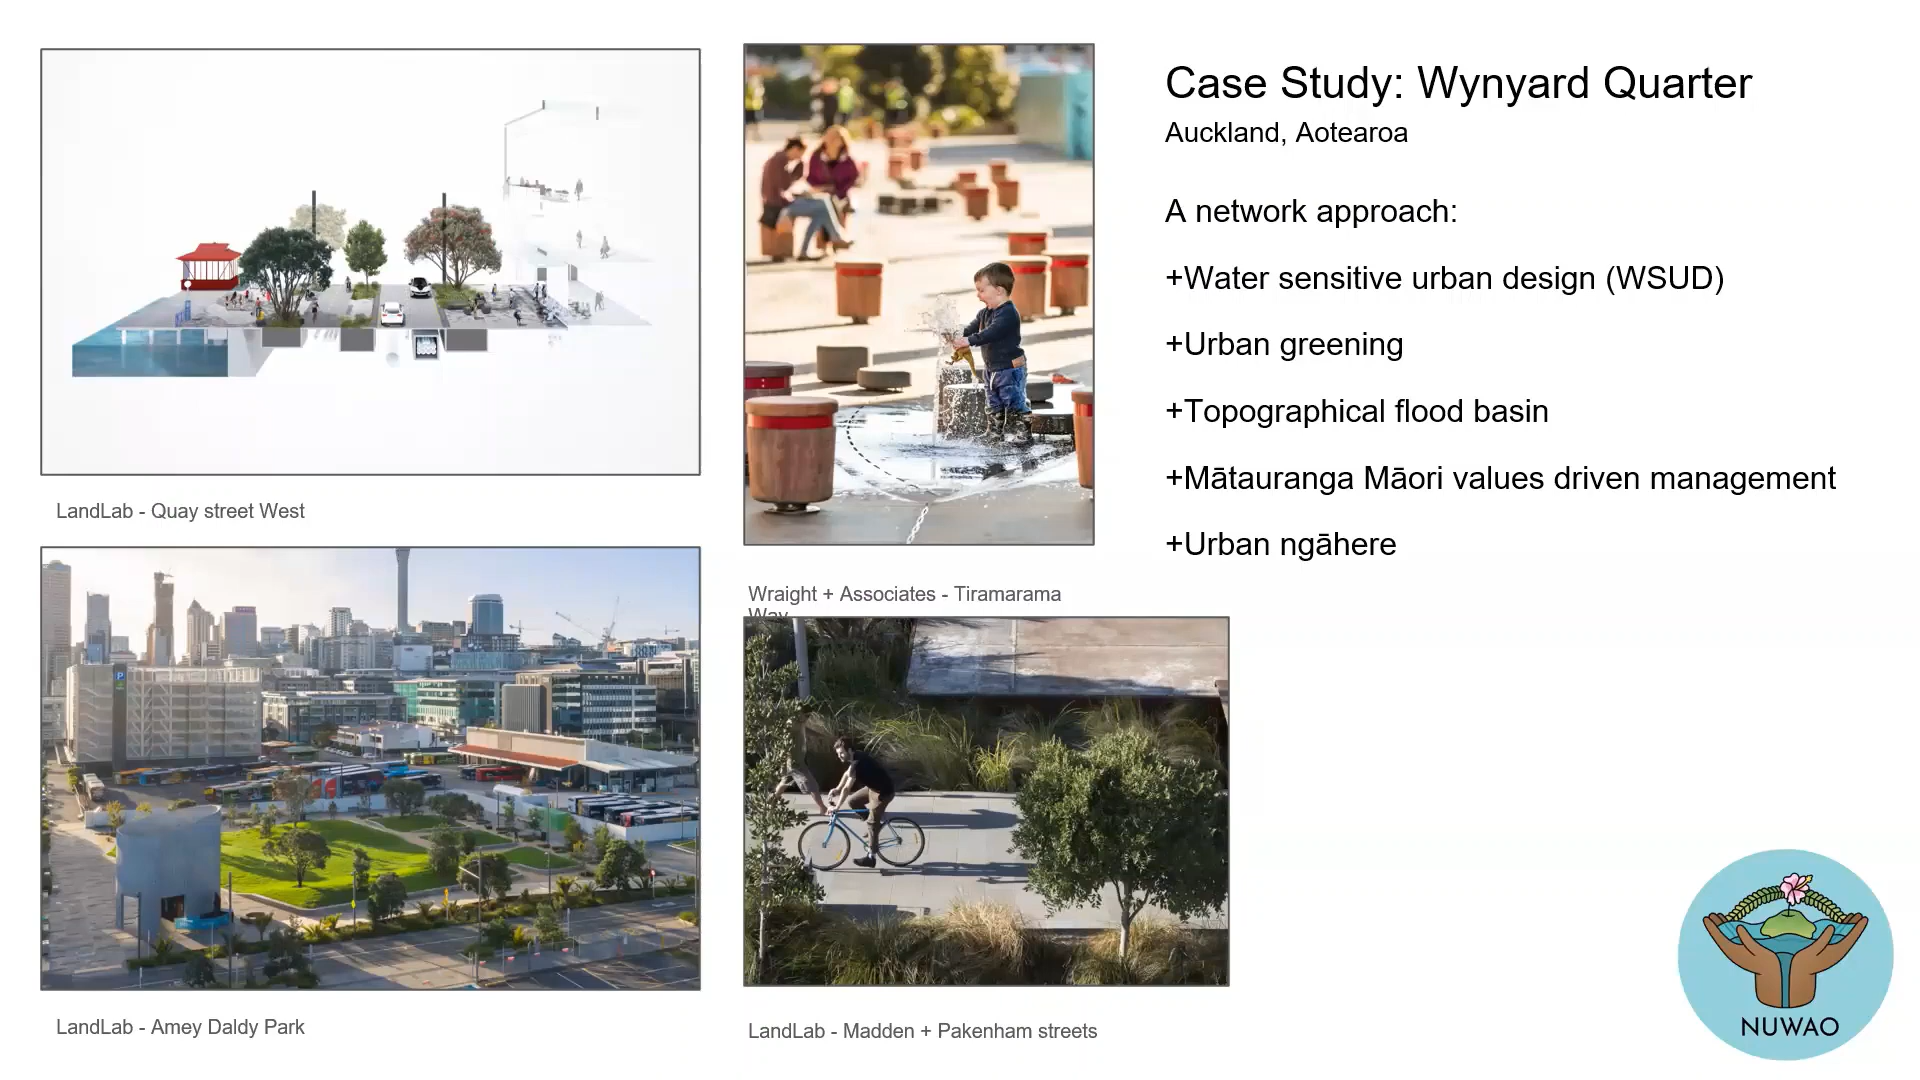 Case Study: Wynyard Quarter
Auckland, Aotearoa
A network approach:
+Water sensitive urban design (WSUD)
+Urban greening
+Topographical flood basin
+Mātauranga Māori values driven management
+Urban ngāhere
LandLab - Quay street West
Wraight + Associates - Tiramarama
Way
P
LandLab - Amey Daldy Park
LandLab - Madden + Pakenham streets
NUWAO